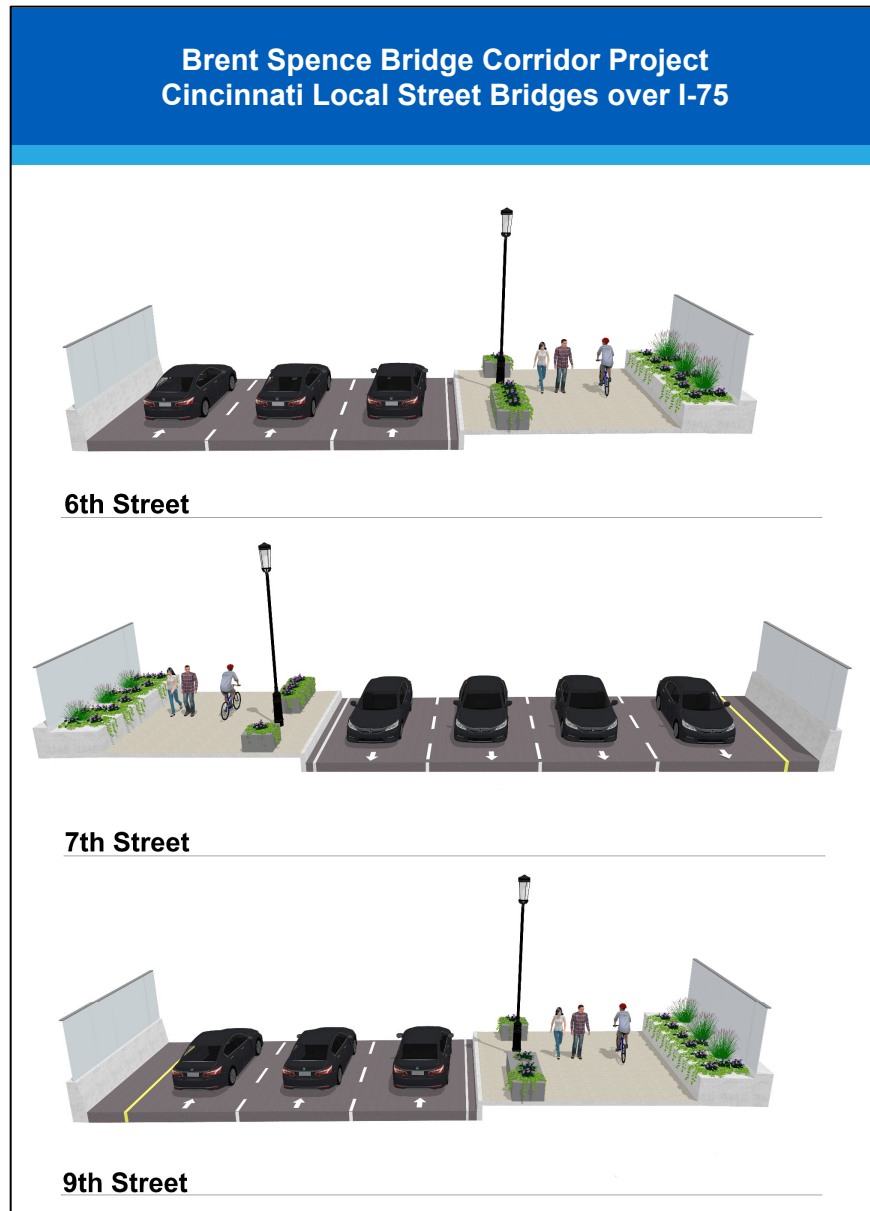 Brent Spence Bridge Corridor Project
Cincinnati Local Street Bridges over I-75
6th Street
7th Street
9th Street